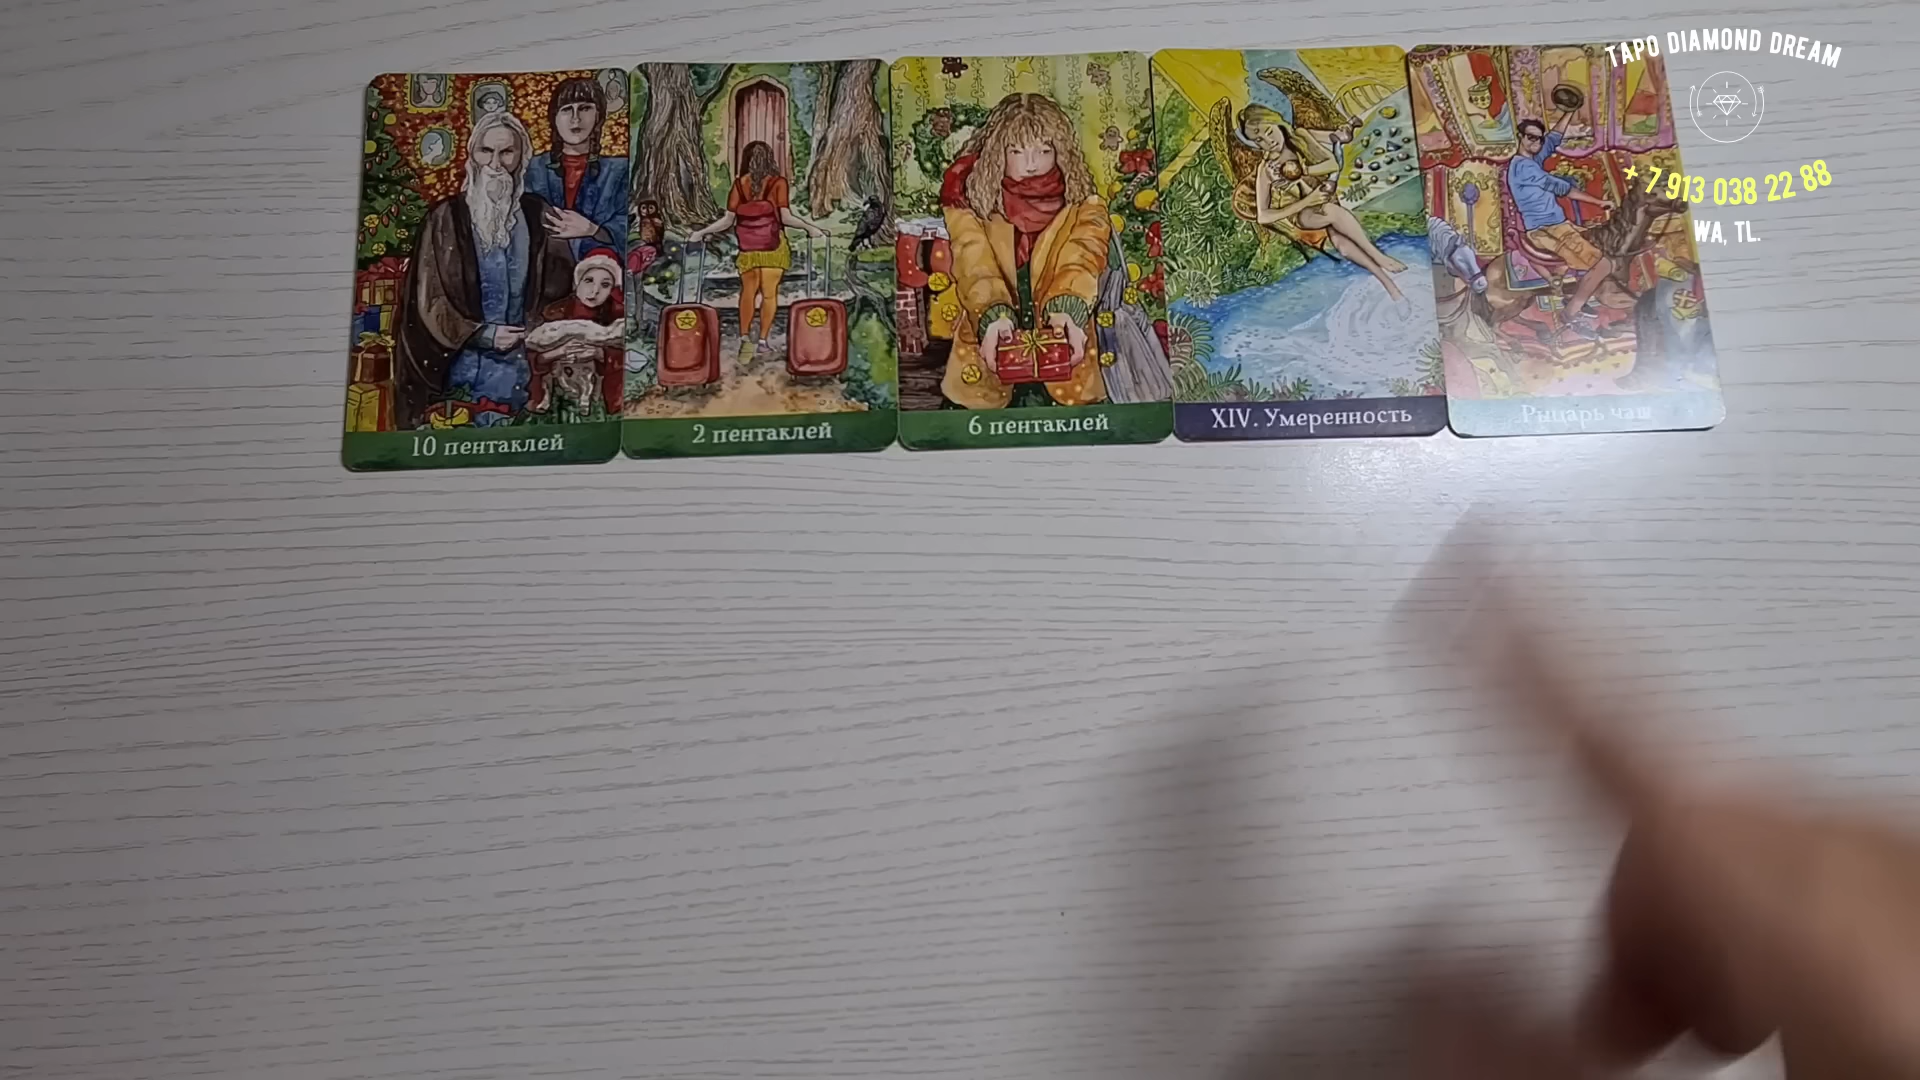 ТАРО DIAMOND DREAM
+ 7 913 038 22 88
WA, TL.
10 пентаклей
2 пентаклей
6 пентаклей
XIV. Умеренность
Рыцарь чаш